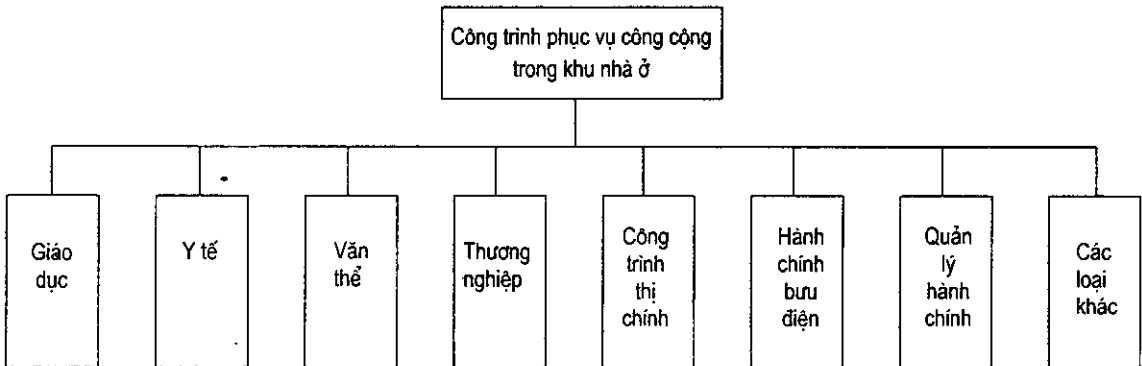 Công trình phục vụ công cộng
trong khu nhà ở
Giáo
dục
Y tế
Văn
thể
Thương
nghiệp
Công
trình
thị
chính
Hành
chính
bưu
điện
Quản
lý
hành
chính
Các
loại
khác